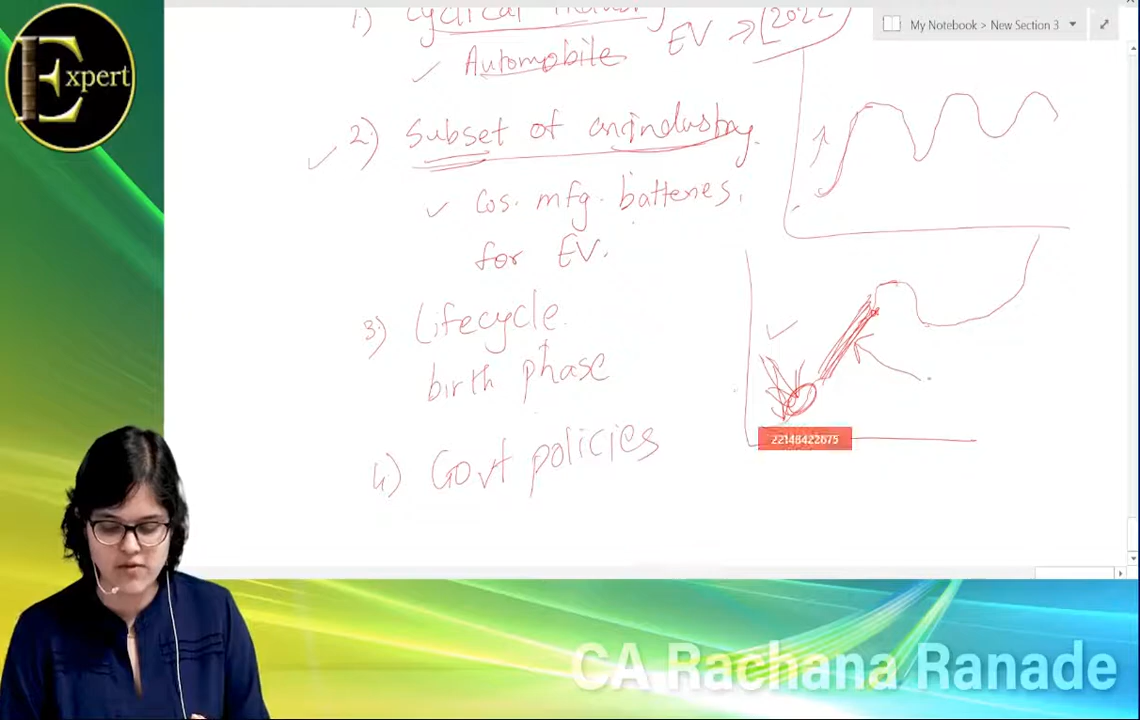 Expert
My Notebook > New Section 3
1.) Cyclical
EV → [2022
✓ Automobile
✓ 2.) Subset of an industry.
✓ Cos. mfg. batteries.
for EV.
3.) Lifecycle.
birth phase
4) Govt policies
22148422675
CA Rachana Ranade